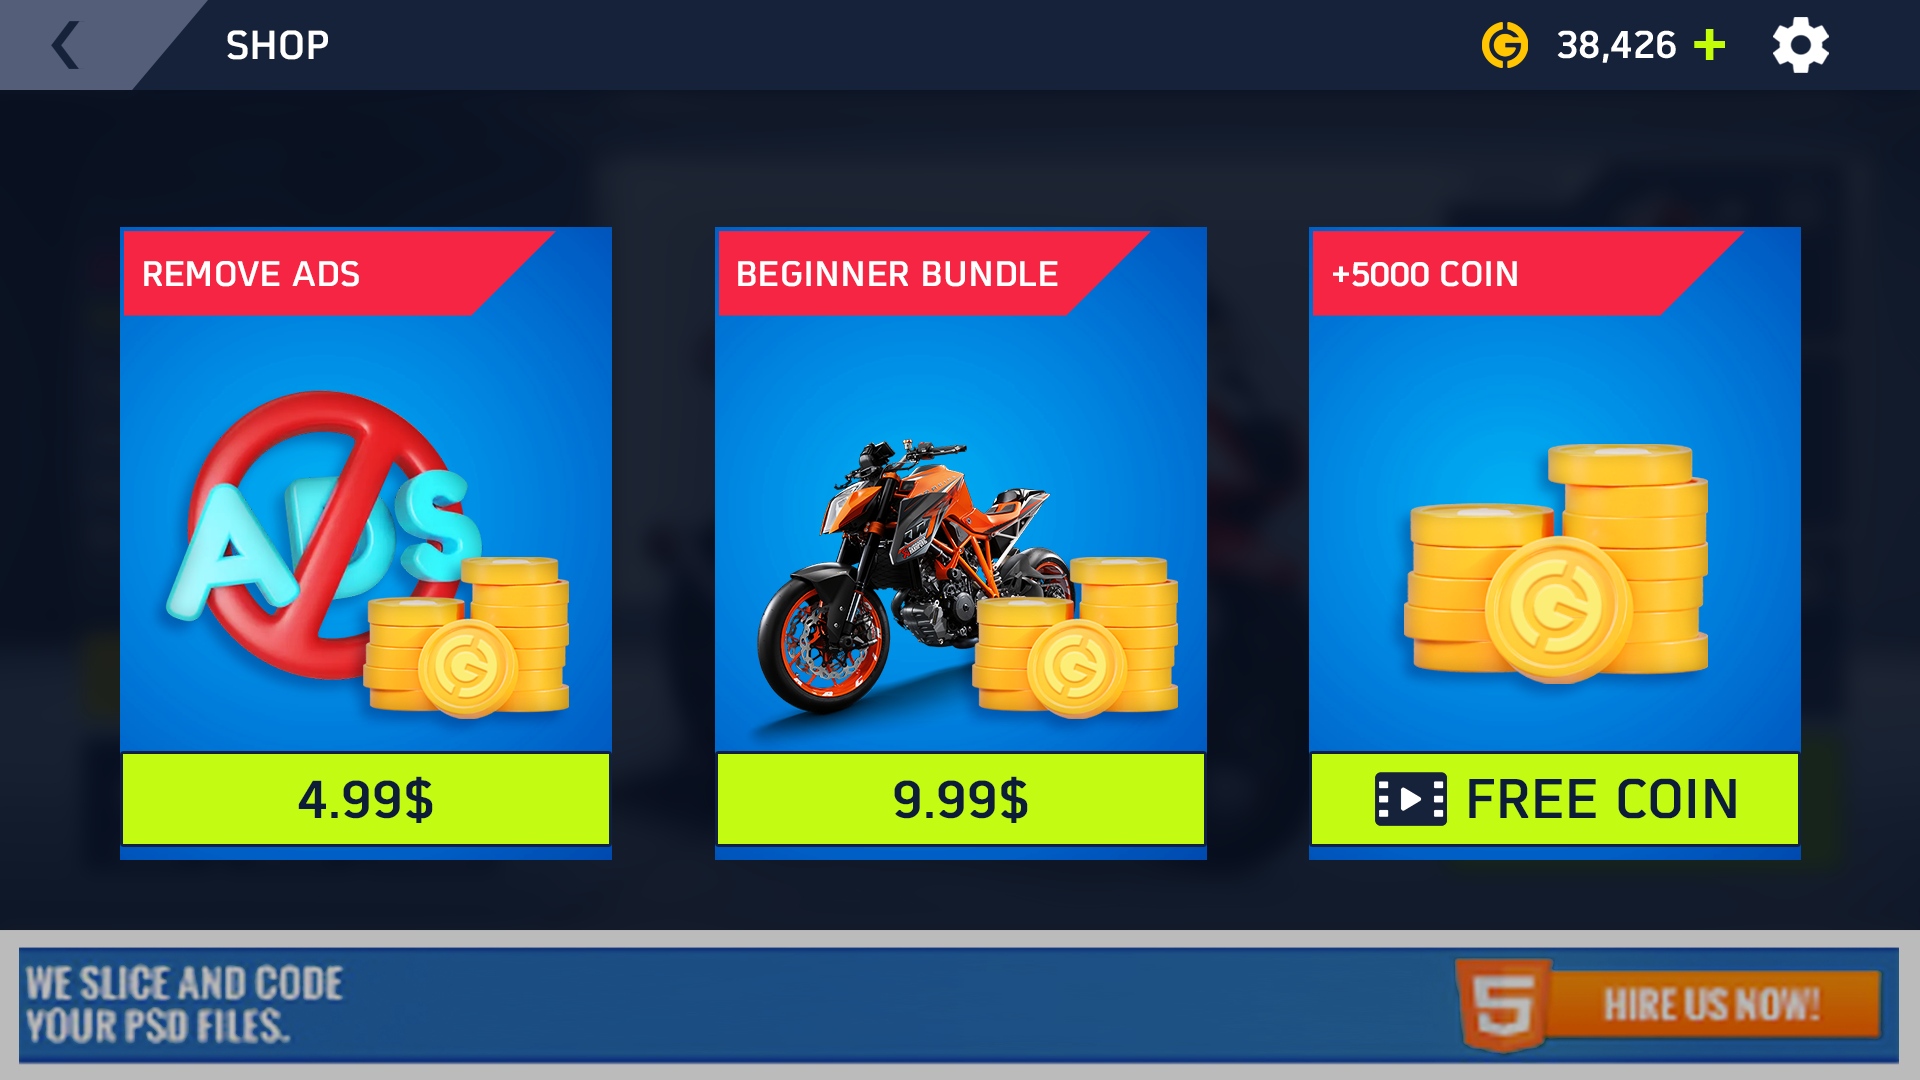 SHOP
38,426 +
REMOVE ADS
ADS
4.99$
BEGINNER BUNDLE
9.99$
+5000 COIN
FREE COIN
WE SLICE AND CODE
YOUR PSD FILES.
5
HIRE US NOW!